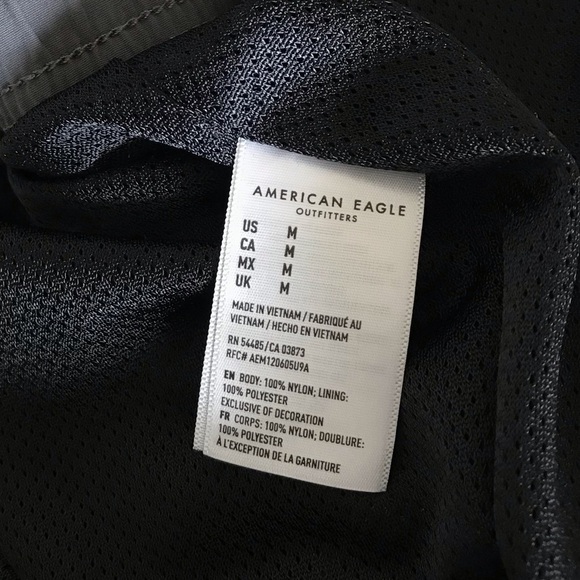 AMERICAN EAGLE
OUTFITTERS
US M
CA M
MX M
UK M
MADE IN VIETNAM / FABRIQUÉ AU
VIETNAM / HECHO EN VIETNAM
RN 54485 / CA 03873
RFC# AEM120605U9A
EN BODY: 100% NYLON; LINING:
100% POLYESTER
EXCLUSIVE OF DECORATION
FR CORPS: 100% NYLON; DOUBLURE:
100% POLYESTER
À L'EXCEPTION DE LA GARNITURE